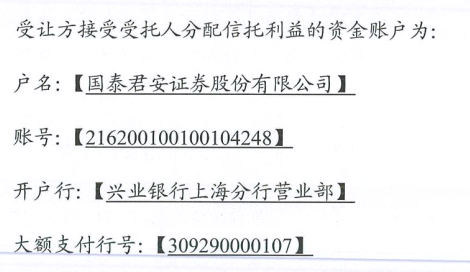 受让方接受受托人分配信托利益的资金账户为:
户名:【国泰君安证券股份有限公司】
账号:【216200100100104248】
开户行:【兴业银行上海分行营业部】
大额支付行号:【309290000107】